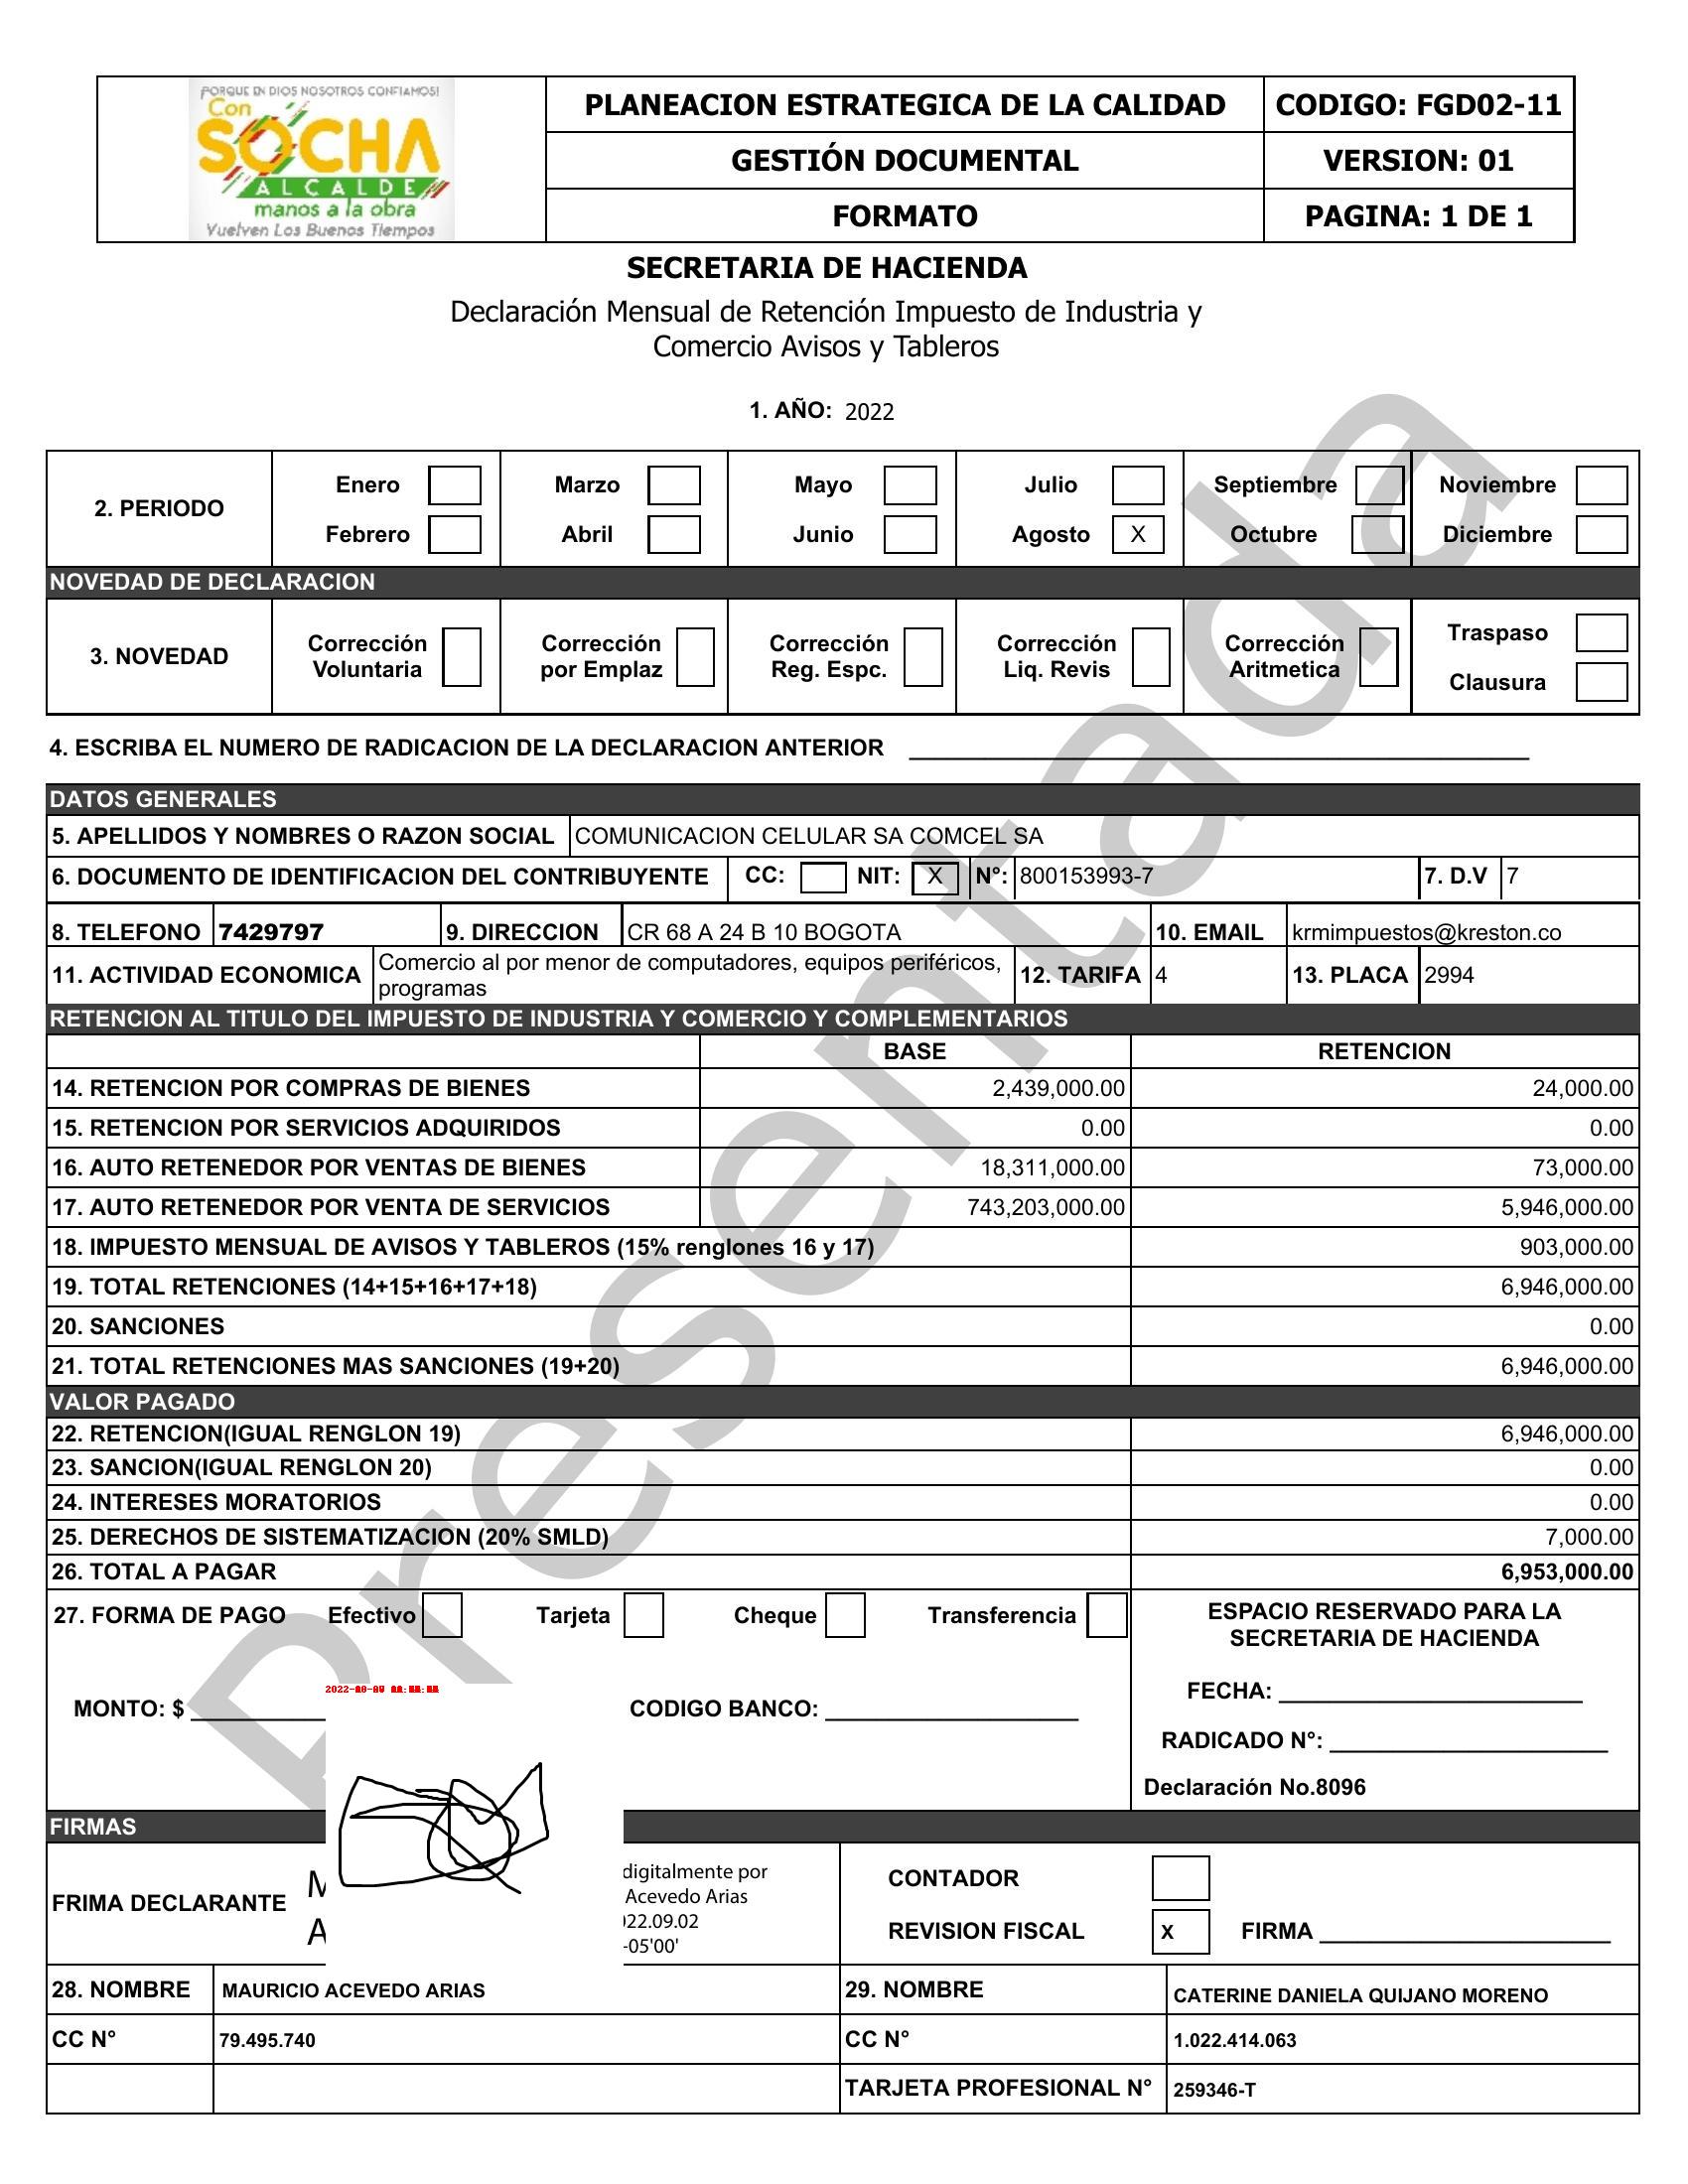 ¡PORQUE EN DIOS NOSOTROS CONFIAMOS!
Con
SOCHA
ALCALDE
manos a la obra
Vuelven Los Buenos Tiempos
PLANEACION ESTRATEGICA DE LA CALIDAD
CODIGO: FGD02-11
GESTIÓN DOCUMENTAL
VERSION: 01
FORMATO
PAGINA: 1 DE 1
SECRETARIA DE HACIENDA
Declaración Mensual de Retención Impuesto de Industria y
Comercio Avisos y Tableros
1. AÑO: 2022
2. PERIODO
Enero Marzo Mayo Julio Septiembre Noviembre
Febrero Abril Junio Agosto X Octubre Diciembre
NOVEDAD DE DECLARACION
3. NOVEDAD
Corrección Voluntaria
Corrección por Emplaz
Corrección Reg. Espc.
Corrección Liq. Revis
Corrección Aritmetica
Traspaso
Clausura
4. ESCRIBA EL NUMERO DE RADICACION DE LA DECLARACION ANTERIOR
DATOS GENERALES
5. APELLIDOS Y NOMBRES O RAZON SOCIAL COMUNICACION CELULAR SA COMCEL SA
6. DOCUMENTO DE IDENTIFICACION DEL CONTRIBUYENTE CC: NIT: X N°: 800153993-7 7. D.V 7
8. TELEFONO 7429797 9. DIRECCION CR 68 A 24 B 10 BOGOTA 10. EMAIL krmimpuestos@kreston.co
11. ACTIVIDAD ECONOMICA Comercio al por menor de computadores, equipos periféricos,
programas
12. TARIFA 4 13. PLACA 2994
RETENCION AL TITULO DEL IMPUESTO DE INDUSTRIA Y COMERCIO Y COMPLEMENTARIOS
BASE RETENCION
14. RETENCION POR COMPRAS DE BIENES 2,439,000.00 24,000.00
15. RETENCION POR SERVICIOS ADQUIRIDOS 0.00 0.00
16. AUTO RETENEDOR POR VENTAS DE BIENES 18,311,000.00 73,000.00
17. AUTO RETENEDOR POR VENTA DE SERVICIOS 743,203,000.00 5,946,000.00
18. IMPUESTO MENSUAL DE AVISOS Y TABLEROS (15% renglones 16 y 17) 903,000.00
19. TOTAL RETENCIONES (14+15+16+17+18) 6,946,000.00
20. SANCIONES 0.00
21. TOTAL RETENCIONES MAS SANCIONES (19+20) 6,946,000.00
VALOR PAGADO
22. RETENCION(IGUAL RENGLON 19) 6,946,000.00
23. SANCION(IGUAL RENGLON 20) 0.00
24. INTERESES MORATORIOS 0.00
25. DERECHOS DE SISTEMATIZACION (20% SMLD) 7,000.00
26. TOTAL A PAGAR 6,953,000.00
27. FORMA DE PAGO Efectivo Tarjeta Cheque Transferencia
MONTO: $ CODIGO BANCO:
ESPACIO RESERVADO PARA LA
SECRETARIA DE HACIENDA
FECHA:
RADICADO N°:
Declaración No.8096
FIRMAS
FRIMA DECLARANTE
M
A
digitalmente por
Acevedo Arias
022.09.02
-05'00'
CONTADOR
REVISION FISCAL X FIRMA
28. NOMBRE MAURICIO ACEVEDO ARIAS
29. NOMBRE CATERINE DANIELA QUIJANO MORENO
CC N° 79.495.740
CC N° 1.022.414.063
TARJETA PROFESIONAL N° 259346-T
Presentada